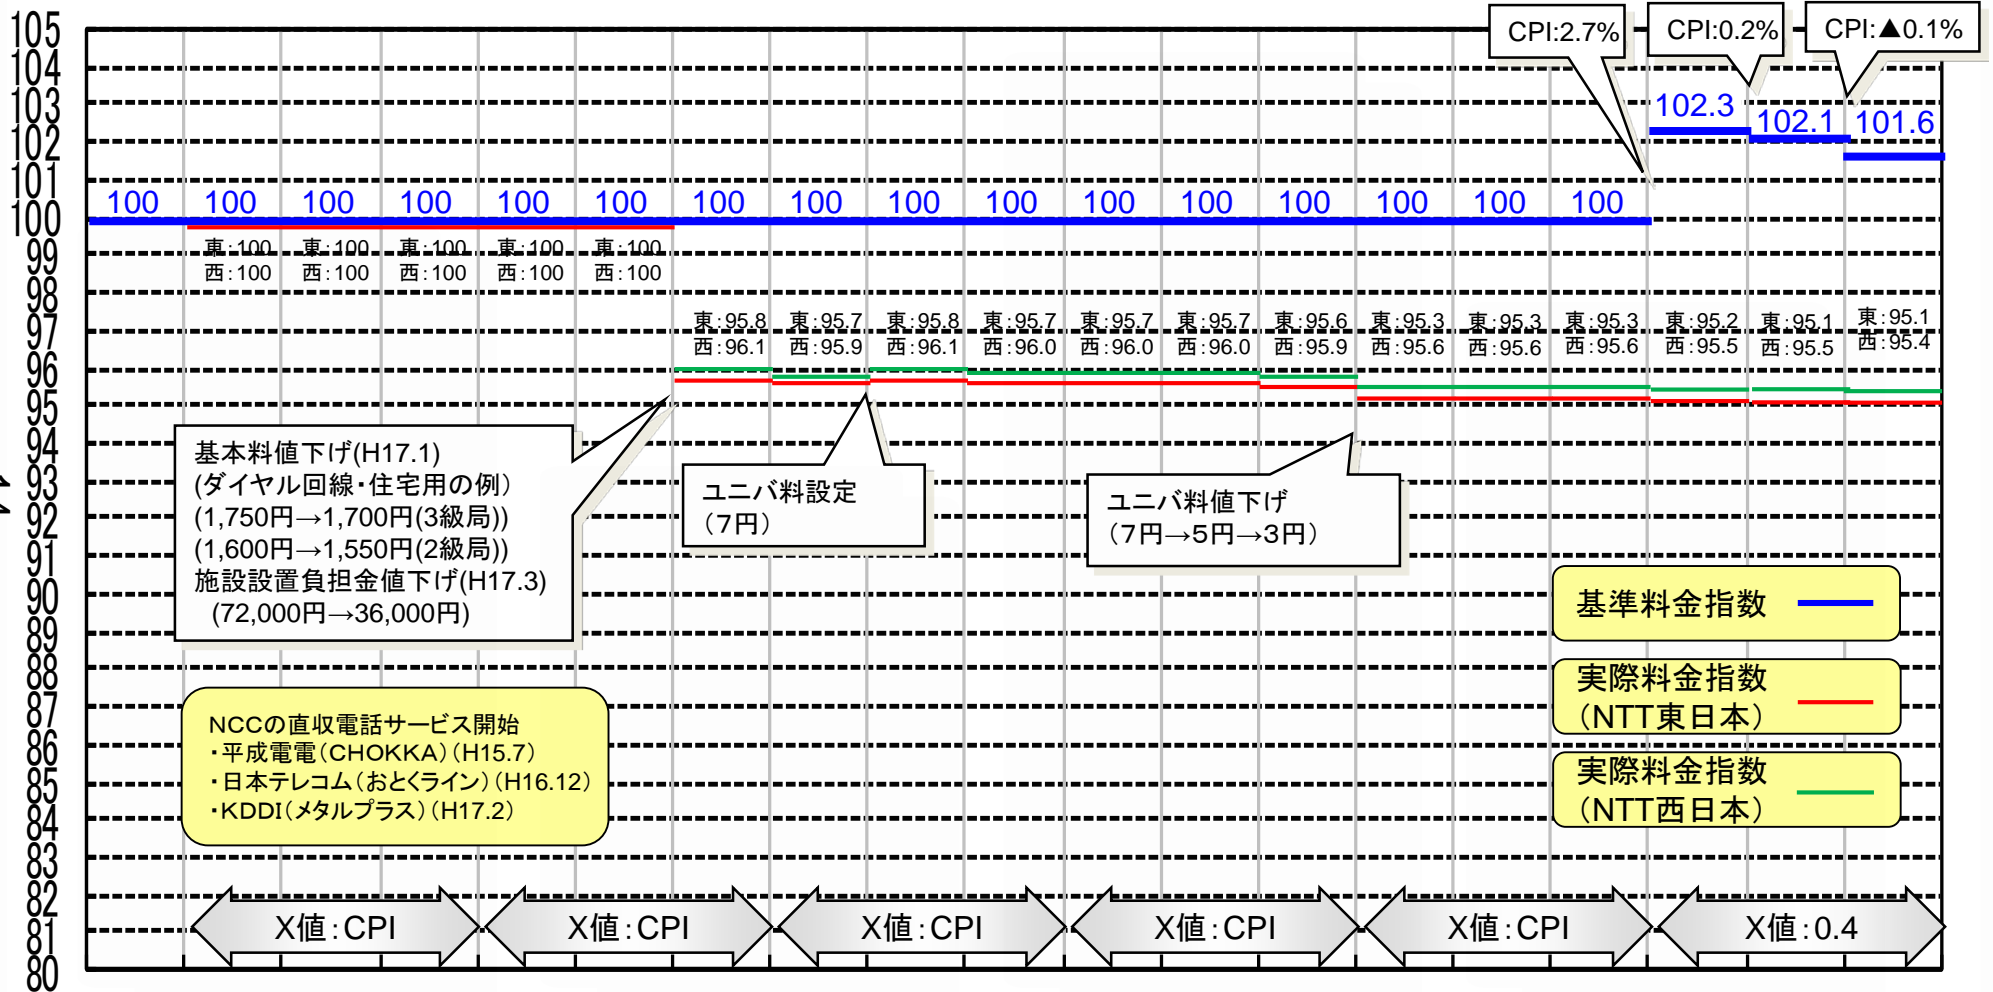 105
104
103
102
101
100
99
98
97
96
95
94
93
92
91
90
89
88
87
86
85
84
83
82
81
80
CPI:2.7%
CPI:0.2%
CPI:▲0.1%
102.3
102.1
101.6
100 100 100 100 100 100 100 100 100 100 100 100 100 100 100 100
東:100 東:100 東:100 東:100 東:100
西:100 西:100 西:100 西:100 西:100
東:95.8 東:95.7 東:95.8 東:95.7 東:95.7 東:95.7 東:95.6 東:95.3 東:95.3 東:95.3 東:95.2 東:95.1 東:95.1
西:96.1 西:95.9 西:96.1 西:96.0 西:96.0 西:96.0 西:95.9 西:95.6 西:95.6 西:95.6 西:95.5 西:95.5 西:95.4
基本料値下げ(H17.1)
(ダイヤル回線・住宅用の例）
(1,750円→1,700円(3級局))
(1,600円→1,550円(2級局))
施設設置負担金値下げ(H17.3)
(72,000円→36,000円)
ユニバ料設定
（7円）
ユニバ料値下げ
（7円→5円→3円）
NCCの直収電話サービス開始
・平成電電（CHOKKA）（H15.7）
・日本テレコム（おとくライン）（H16.12）
・KDDI（メタルプラス）（H17.2）
基準料金指数
実際料金指数
（NTT東日本）
実際料金指数
（NTT西日本）
X値：CPI X値：CPI X値：CPI X値：CPI X値：CPI X値：0.4